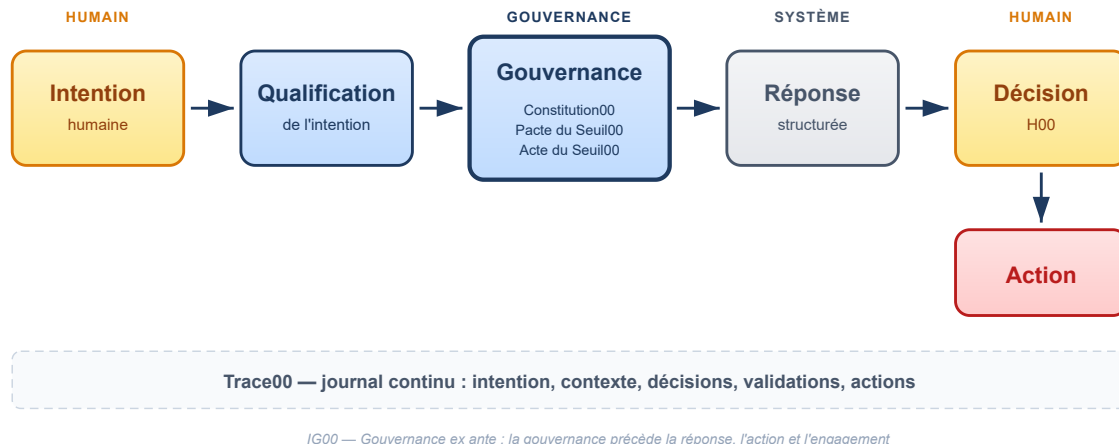 HUMAIN
GOUVERNANCE
SYSTÈME
HUMAIN
Intention
humaine
Qualification
de l'intention
Gouvernance
Constitution00
Pacte du Seuil00
Acte du Seuil00
Réponse
structurée
Décision
H00
Action
Trace00 — journal continu : intention, contexte, décisions, validations, actions
IG00 — Gouvernance ex ante : la gouvernance précède la réponse, l'action et l'engagement